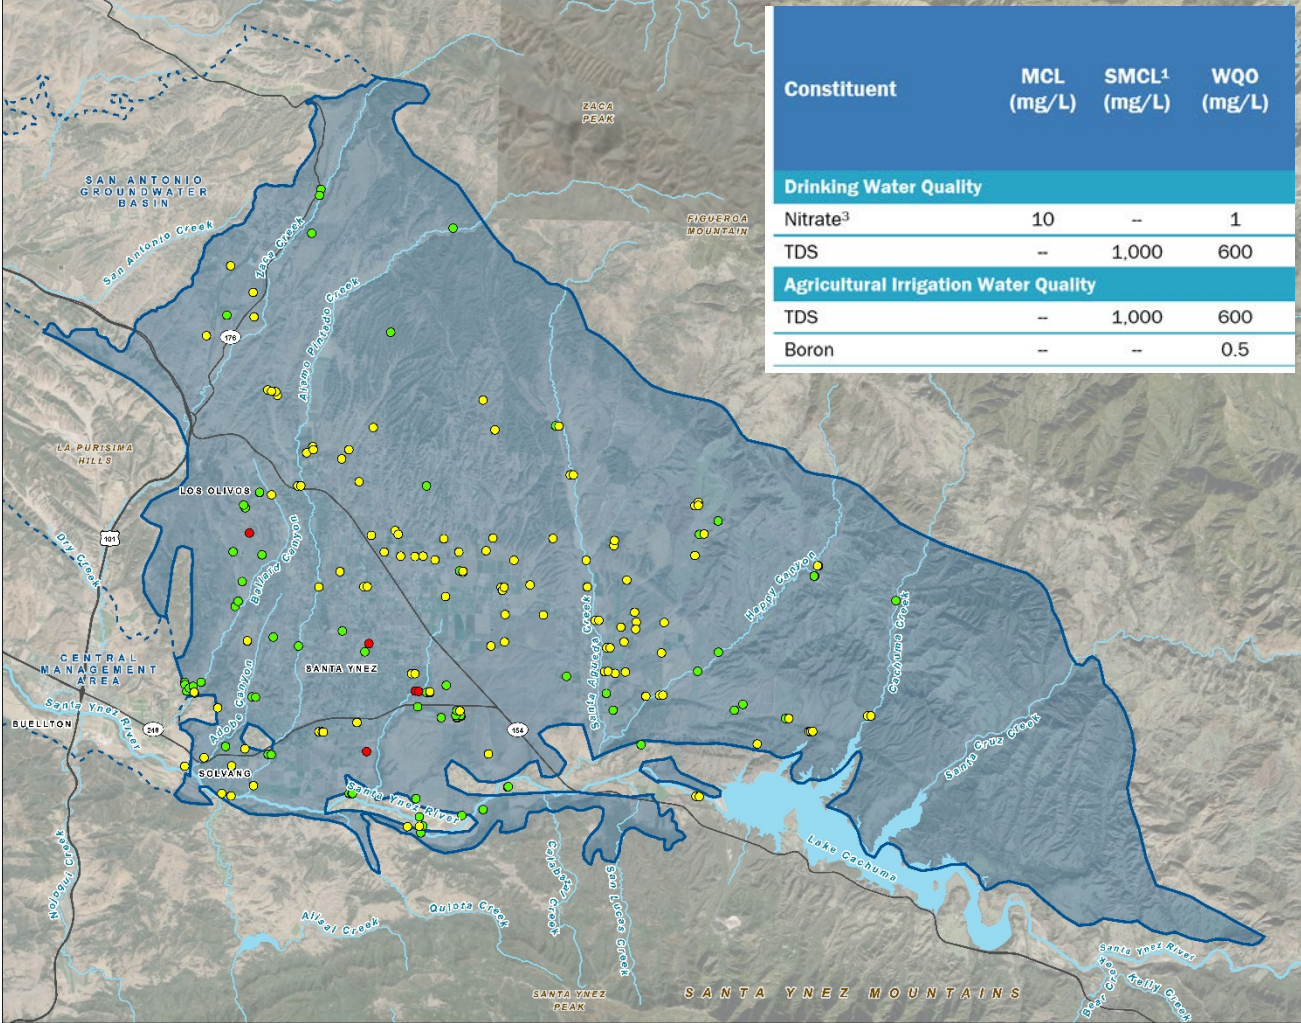 Constituent MCL (mg/L) SMCL¹ (mg/L) WQO (mg/L)
Drinking Water Quality
Nitrate³ 10 -- 1
TDS -- 1,000 600
Agricultural Irrigation Water Quality
TDS -- 1,000 600
Boron -- -- 0.5
ZACA
PEAK
SAN ANTONIO
GROUNDWATER
BASIN
FIGUEROA
MOUNTAIN
San Antonio Creek
Zaca Creek
Alamo Pintado Creek
176
LA PURISIMA
HILLS
LOS OLIVOS
101
Dry Creek
Ballard Canyon
Happy Canyon
Cachuma Creek
Santa Agueda Creek
CENTRAL
MANAGEMENT
AREA
SANTA YNEZ
Adobe Canyon
Santa Ynez River
BUELLTON
246
154
Santa Cruz Creek
SOLVANG
Santa Ynez River
Lake Cachuma
Nojoqui Creek
Calabazal Creek
San Lucas Creek
Alisal Creek
Quiota Creek
Santa Ynez River
SANTA YNEZ
PEAK
SANTA YNEZ MOUNTAINS
Bear Creek
Kelly Creek